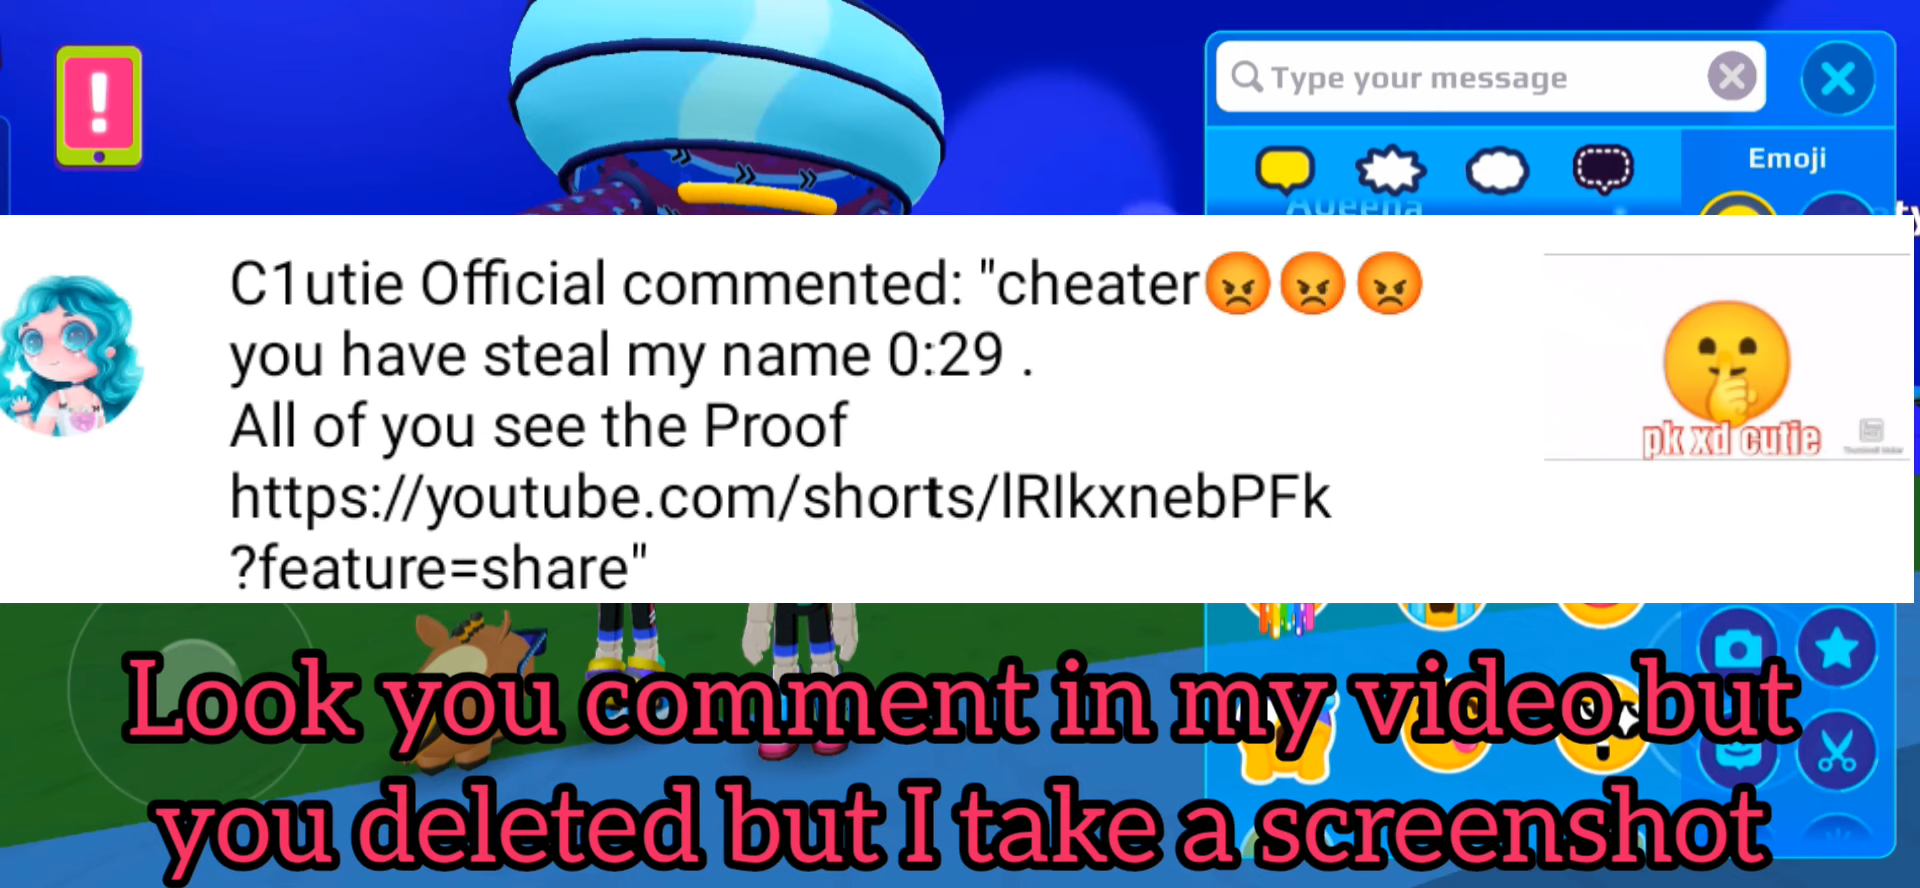 Type your message
Emoji
Aqeena
C1utie Official commented: "cheater😡😡😡
you have steal my name 0:29 .
All of you see the Proof
https://youtube.com/shorts/lRIkxnebPFk
?feature=share"
pk xd cutie
Look you comment in my video but
you deleted but I take a screenshot